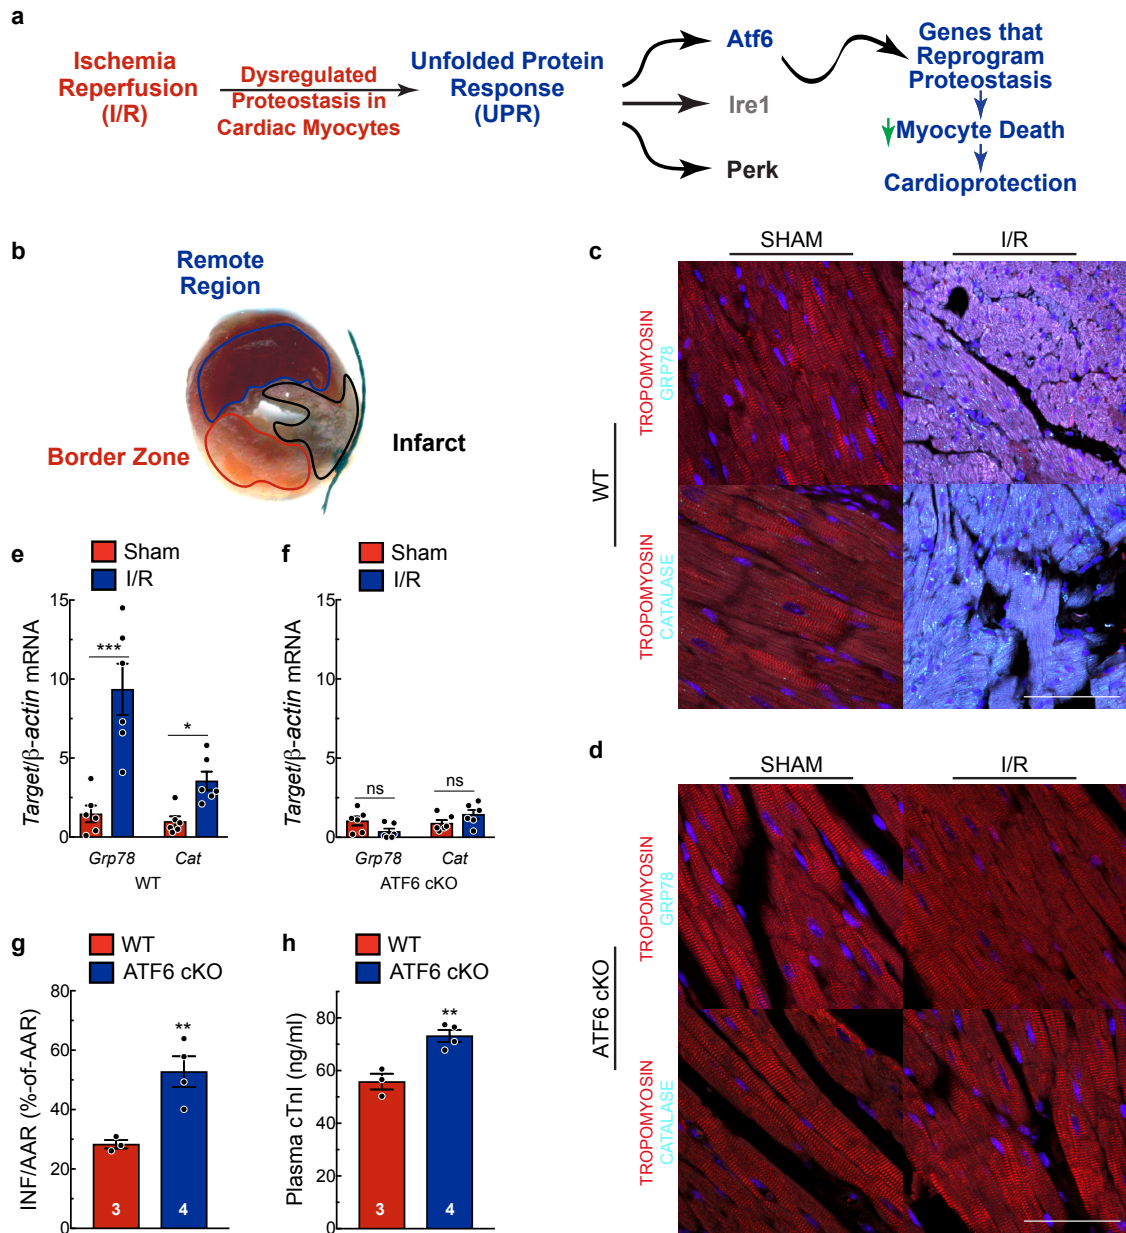 a
Ischemia
Reperfusion
(I/R)
Dysregulated
Proteostasis in
Cardiac Myocytes
Unfolded Protein
Response
(UPR)
Atf6
Ire1
Perk
Genes that
Reprogram
Proteostasis
Myocyte Death
Cardioprotection
b
Remote
Region
Border Zone
Infarct
c
SHAM
I/R
WT
TROPOMYOSIN
GRP78
TROPOMYOSIN
CATALASE
d
SHAM
I/R
ATF6 cKO
TROPOMYOSIN
GRP78
TROPOMYOSIN
CATALASE
e
Sham
I/R
Target/β-actin mRNA
15
10
5
0
***
*
Grp78
Cat
WT
f
Sham
I/R
Target/β-actin mRNA
15
10
5
0
ns
ns
Grp78
Cat
ATF6 cKO
g
WT
ATF6 cKO
INF/AAR (%-of-AAR)
80
60
40
20
0
**
3
4
h
WT
ATF6 cKO
Plasma cTnI (ng/ml)
80
60
40
20
0
**
3
4